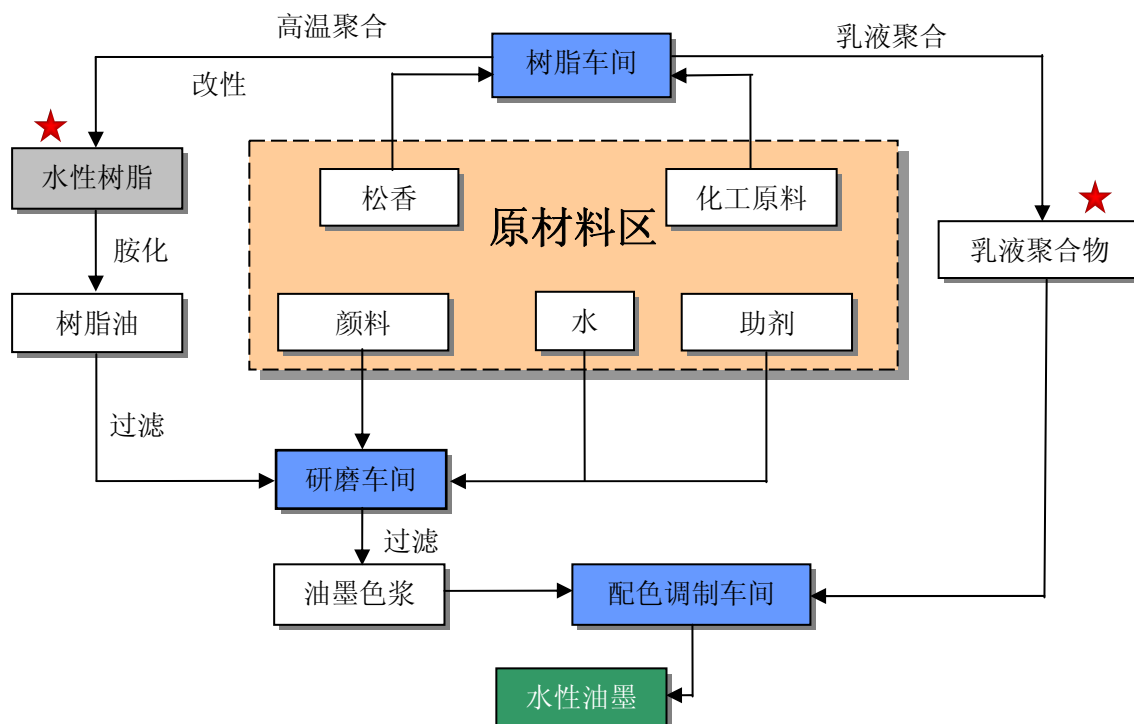 高温聚合
树脂车间
乳液聚合
改性
水性树脂
松香
化工原料
原材料区
胺化
乳液聚合物
树脂油
颜料
水
助剂
过滤
研磨车间
过滤
油墨色浆
配色调制车间
水性油墨